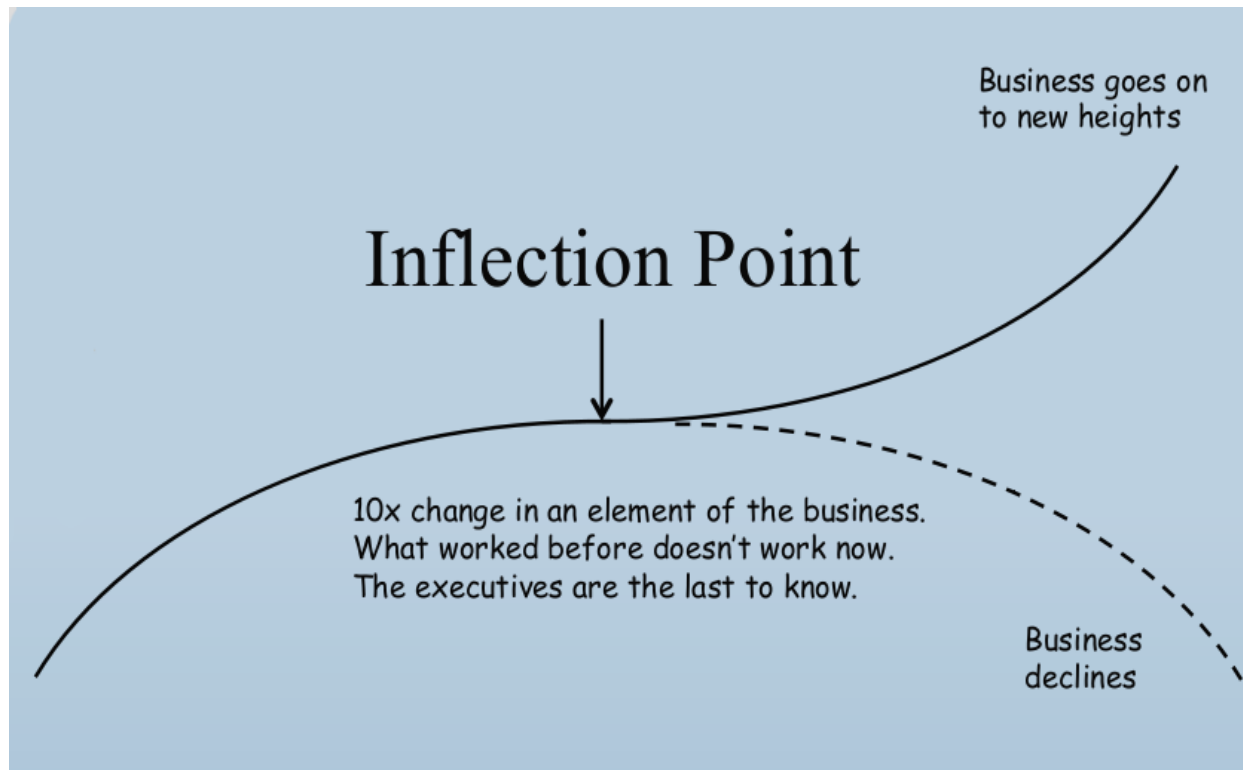 Business goes on
to new heights
Inflection Point
10x change in an element of the business.
What worked before doesn't work now.
The executives are the last to know.
Business
declines